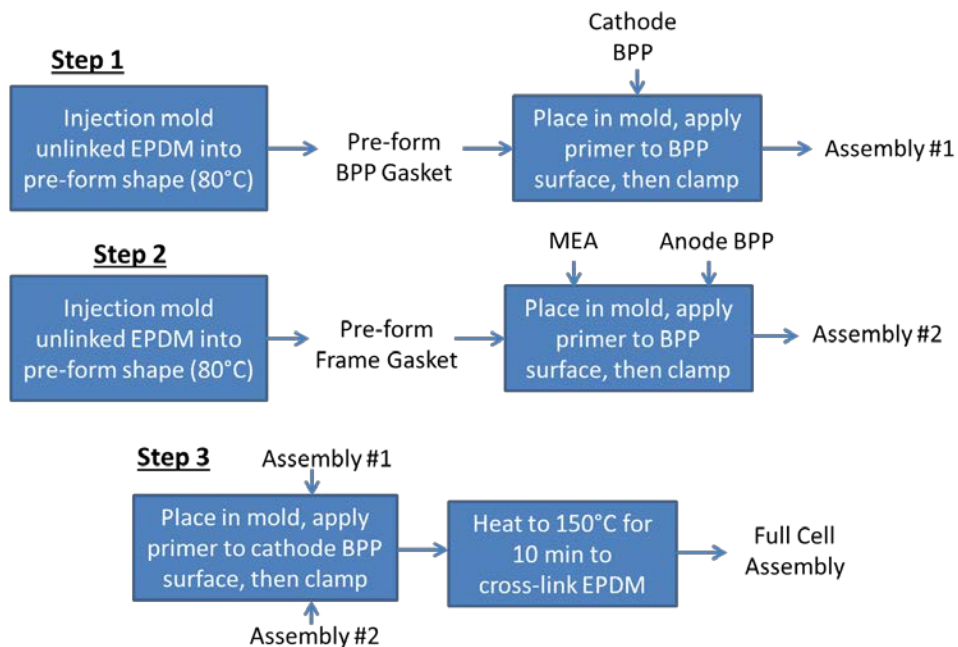 Step 1
Cathode
BPP
Injection mold
unlinked EPDM into
pre-form shape (80°C)
Pre-form
BPP Gasket
Place in mold, apply
primer to BPP
surface, then clamp
Assembly #1
Step 2
MEA
Anode BPP
Injection mold
unlinked EPDM into
pre-form shape (80°C)
Pre-form
Frame Gasket
Place in mold, apply
primer to BPP
surface, then clamp
Assembly #2
Step 3
Assembly #1
Place in mold, apply
primer to cathode BPP
surface, then clamp
Assembly #2
Heat to 150°C for
10 min to
cross-link EPDM
Full Cell
Assembly